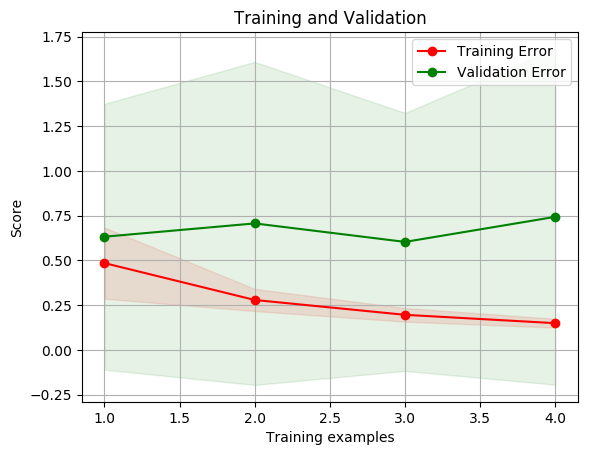 Training and Validation
Training Error
Validation Error
1.75
1.50
1.25
1.00
0.75
0.50
0.25
0.00
−0.25
Score
1.0 1.5 2.0 2.5 3.0 3.5 4.0
Training examples